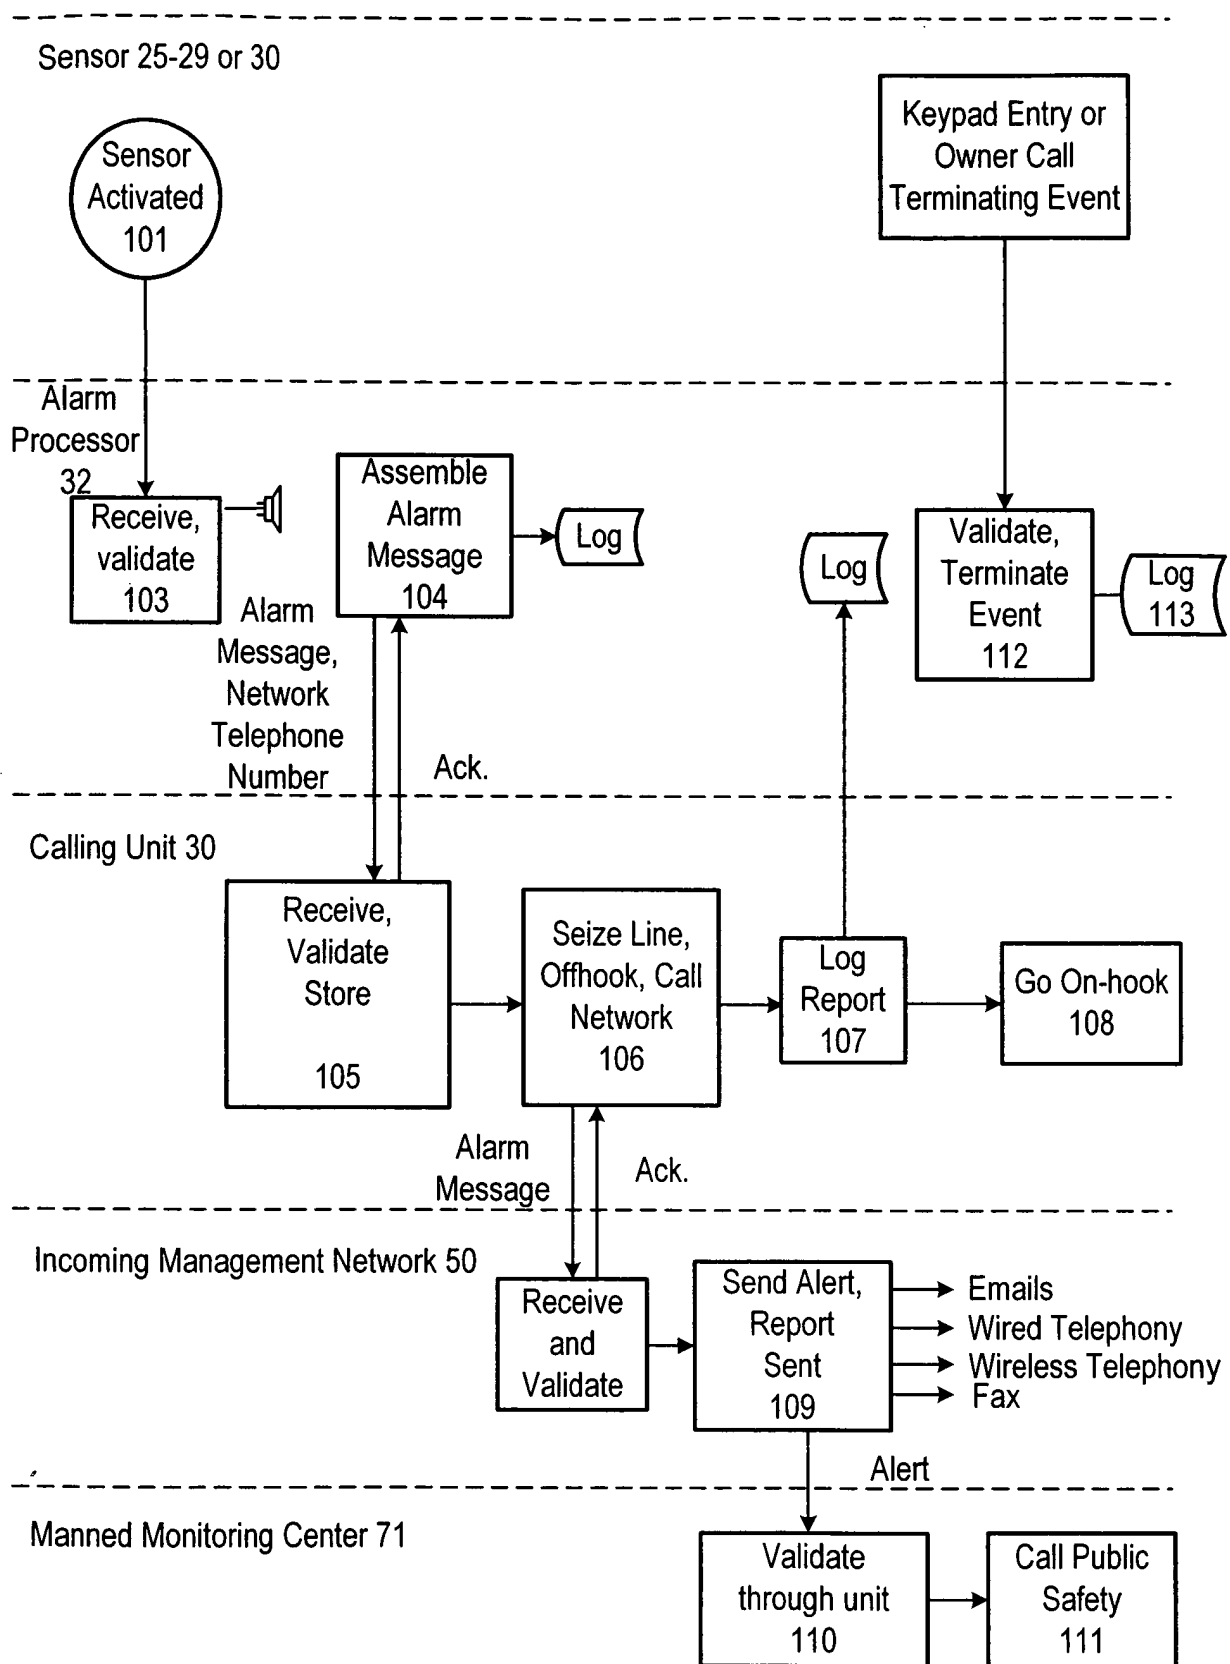 Sensor 25-29 or 30
Sensor
Activated
101
Keypad Entry or
Owner Call
Terminating Event
Alarm
Processor
32
Receive,
validate
103
Assemble
Alarm
Message
104
Log
Log
Validate,
Terminate
Event
112
Log
113
Alarm
Message,
Network
Telephone
Number
Ack.
Calling Unit 30
Receive,
Validate
Store
105
Seize Line,
Offhook, Call
Network
106
Log
Report
107
Go On-hook
108
Alarm
Message
Ack.
Incoming Management Network 50
Receive
and
Validate
Send Alert,
Report
Sent
109
Emails
Wired Telephony
Wireless Telephony
Fax
Alert
Manned Monitoring Center 71
Validate
through unit
110
Call Public
Safety
111